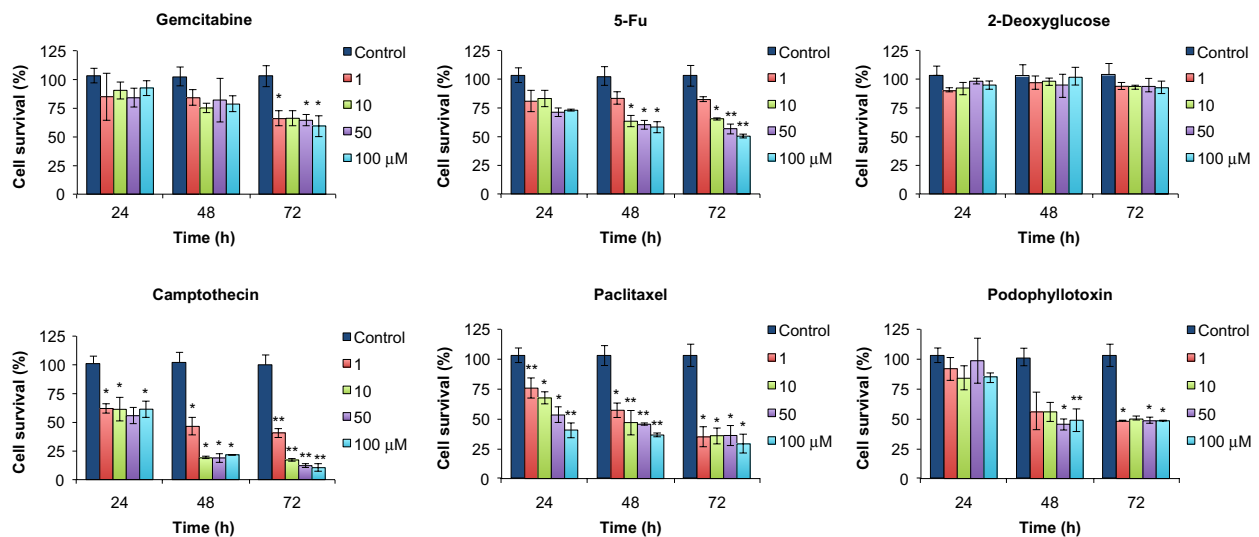 Gemcitabine
125
100
75
50
25
0
Cell survival (%)
*
* *
24
48
72
Time (h)
Control
1
10
50
100 μM
5-Fu
125
100
75
50
25
0
Cell survival (%)
* * *
* ** **
24
48
72
Time (h)
Control
1
10
50
100 μM
2-Deoxyglucose
125
100
75
50
25
0
Cell survival (%)
24
48
72
Time (h)
Control
1
10
50
100 μM
Camptothecin
125
100
75
50
25
0
Cell survival (%)
* * *
* * * *
** ** ** **
24
48
72
Time (h)
Control
1
10
50
100 μM
Paclitaxel
125
100
75
50
25
0
Cell survival (%)
** * * **
* ** ** **
* * * *
24
48
72
Time (h)
Control
1
10
50
100 μM
Podophyllotoxin
125
100
75
50
25
0
Cell survival (%)
* **
* * *
24
48
72
Time (h)
Control
1
10
50
100 μM